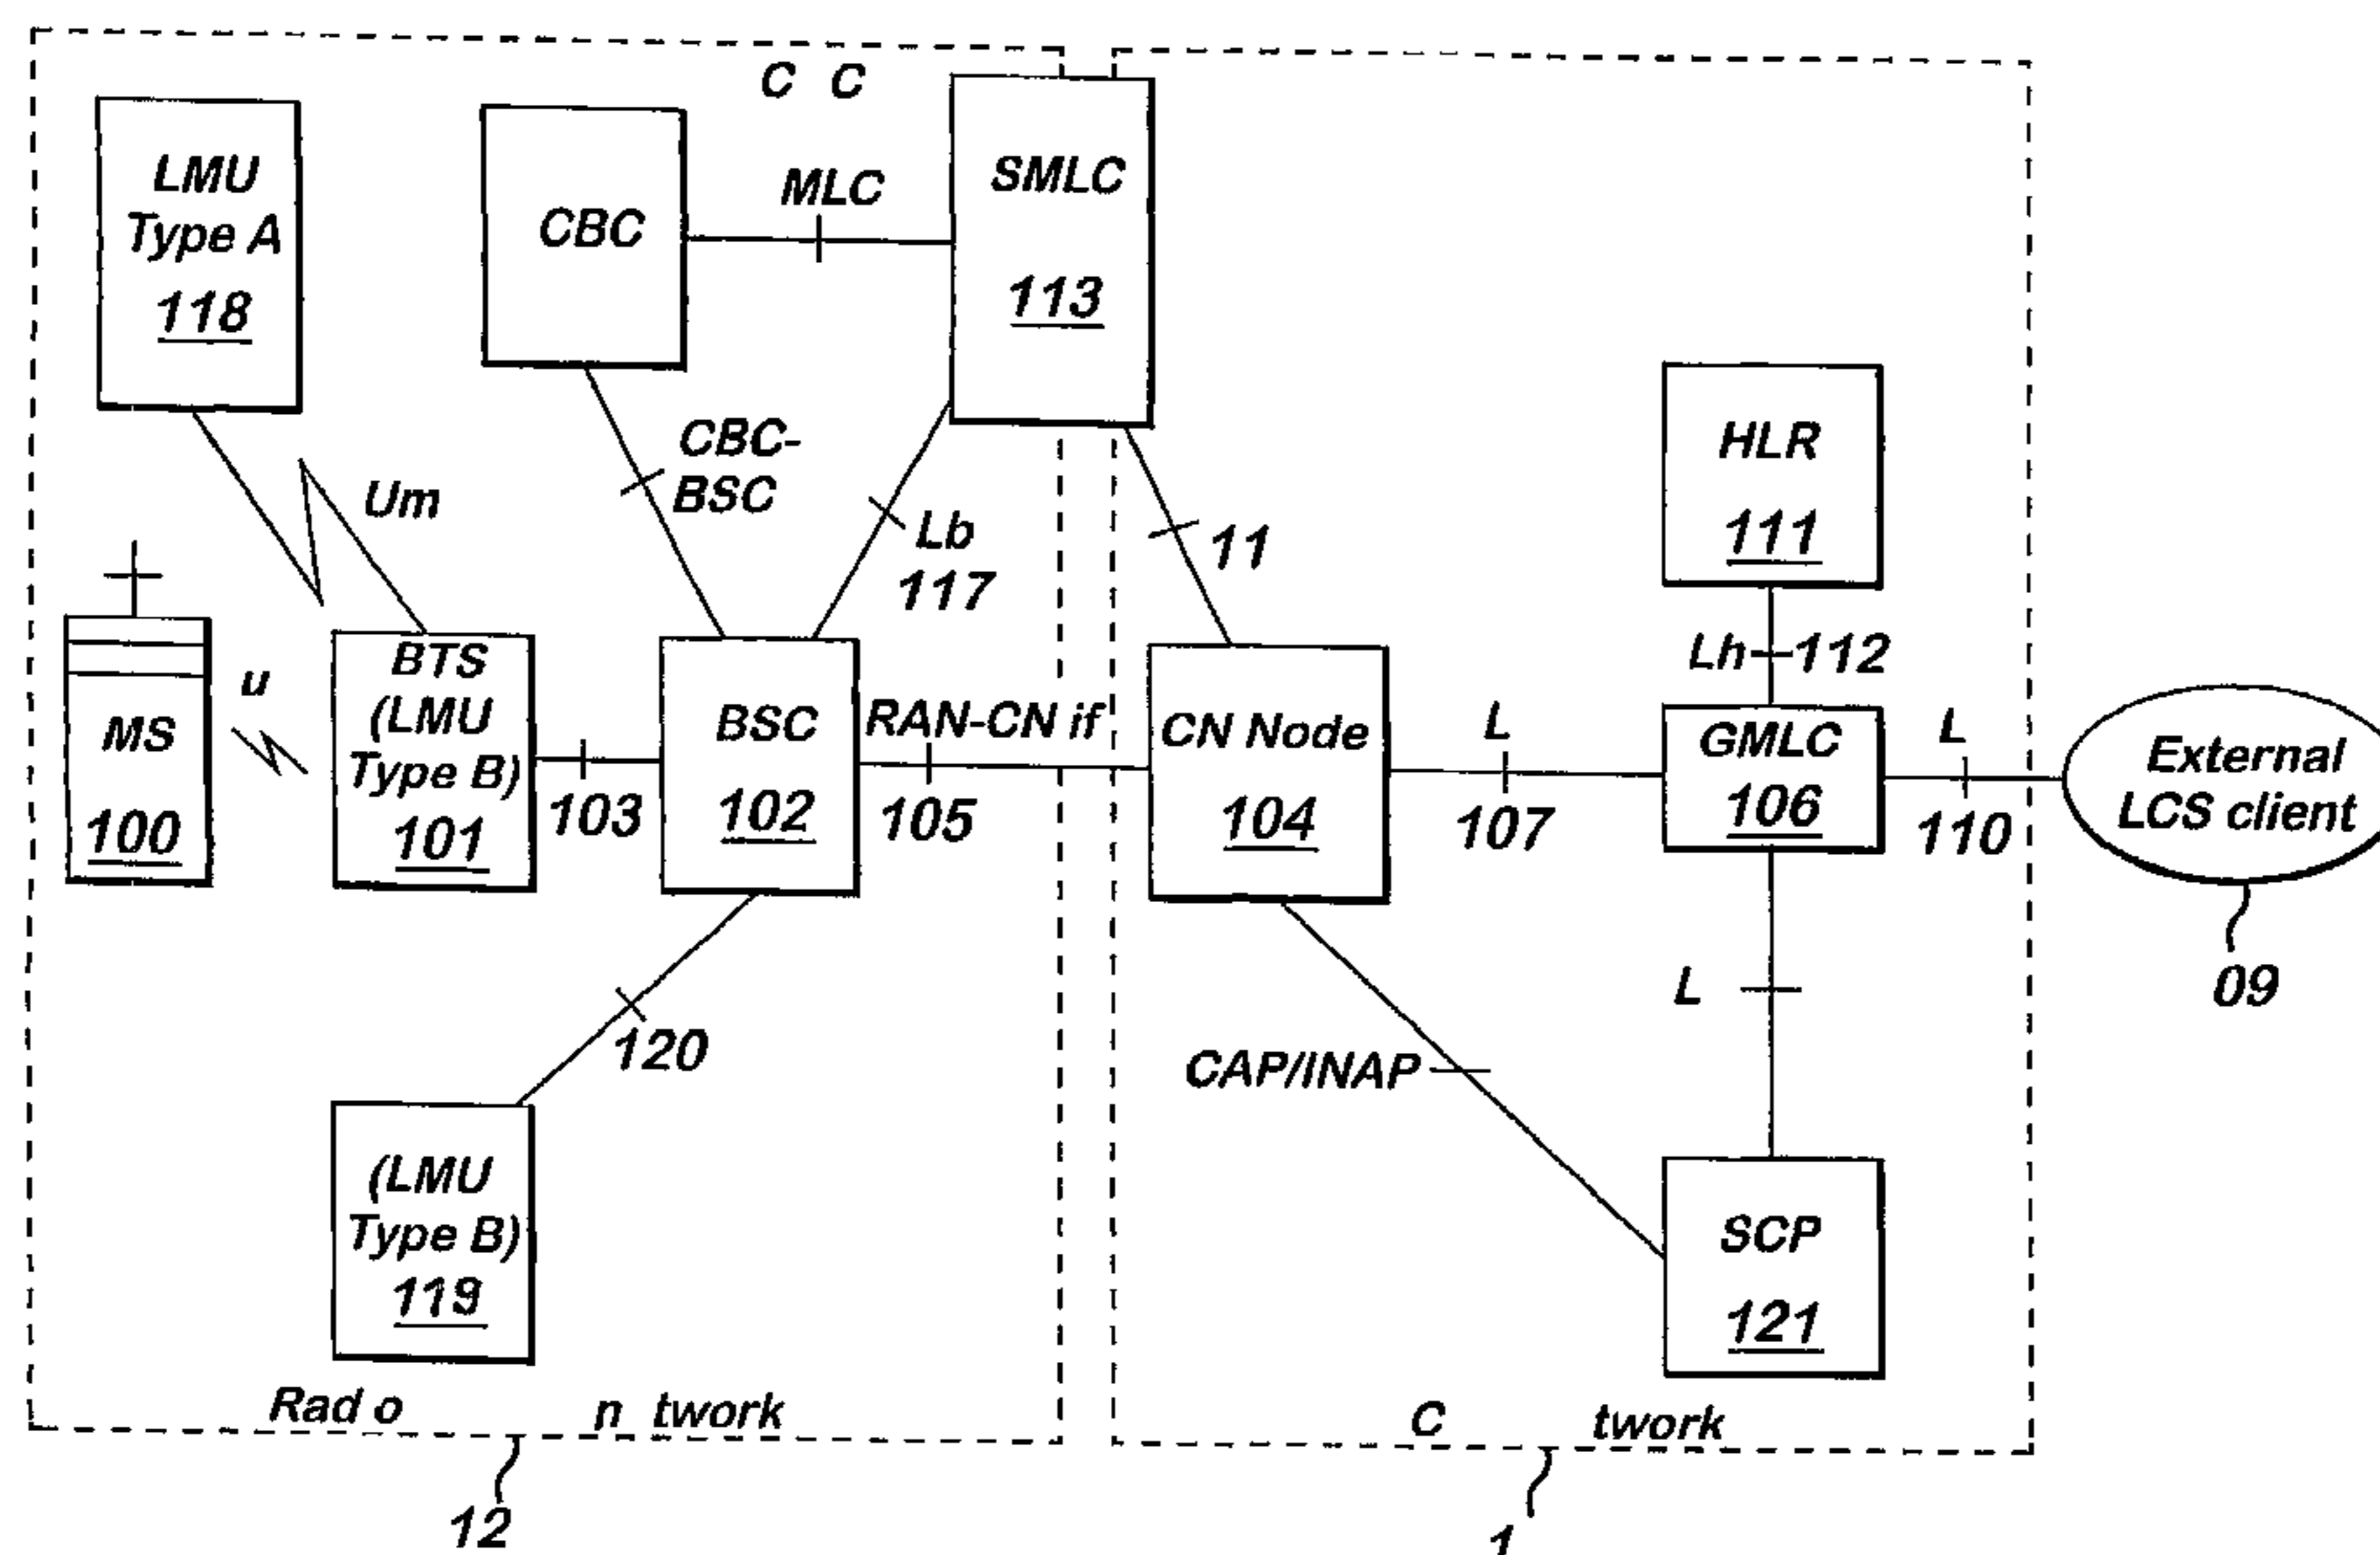 C C
LMU
Type A
118
CBC
MLC
SMLC
113
Um
CBC-
BSC
Lb
117
11
HLR
111
Lh
112
MS
100
u
BTS
(LMU
Type B)
101
103
BSC
102
RAN-CN if
105
CN Node
104
L
107
GMLC
106
L
110
External
LCS client
09
120
L
CAP/INAP
(LMU
Type B)
119
SCP
121
Rad o n twork
C twork
12
1